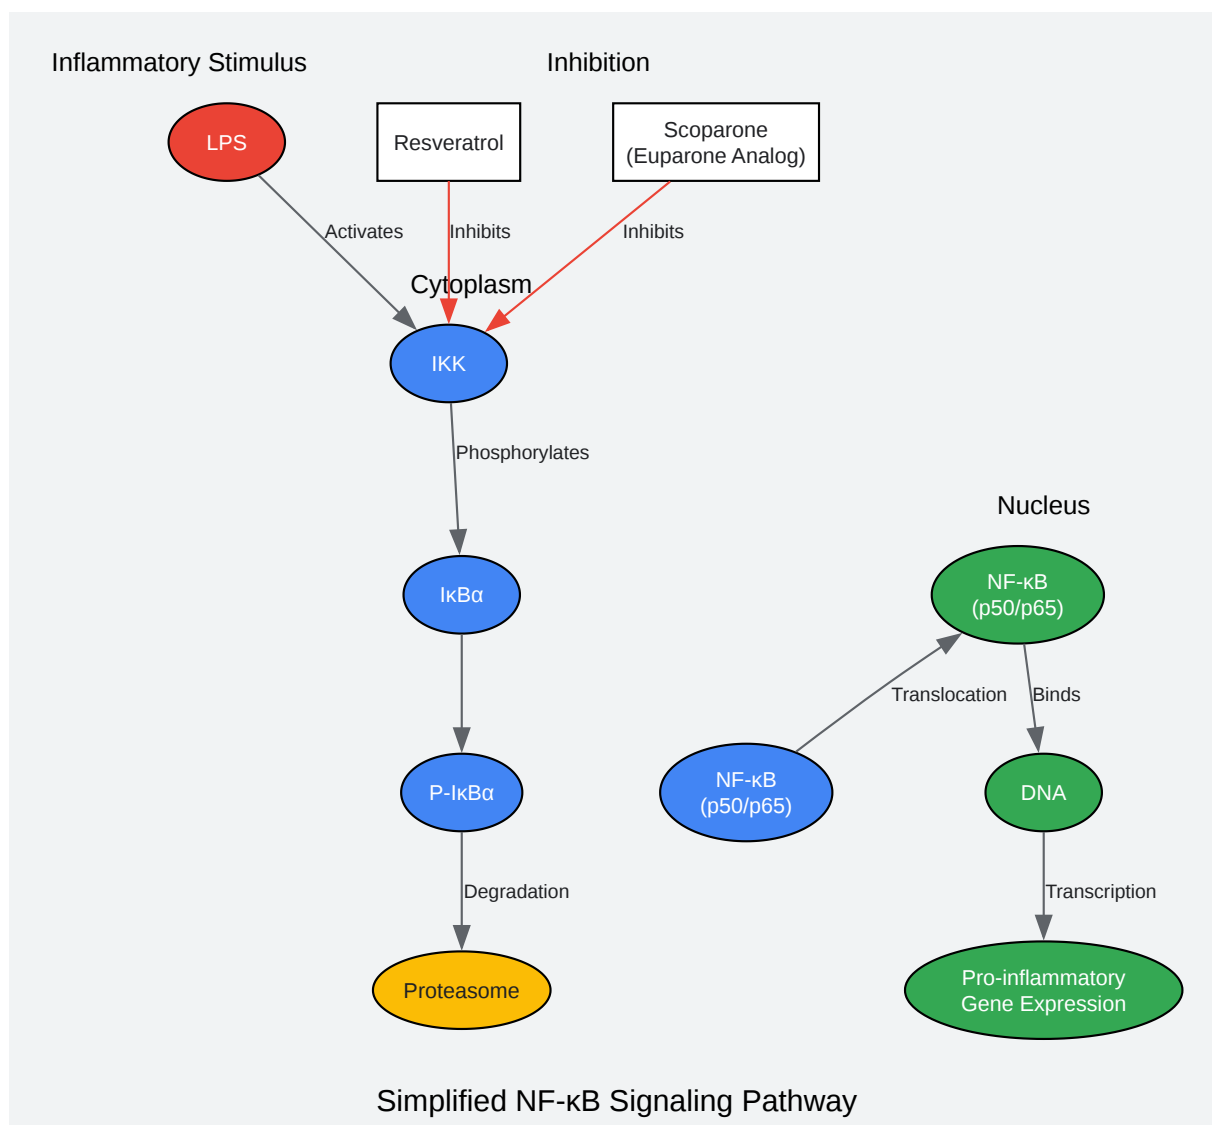 Inflammatory Stimulus
Inhibition
LPS
Resveratrol
Scoparone
(Euparone Analog)
Activates
Inhibits
Inhibits
Cytoplasm
IKK
Phosphorylates
Nucleus
IκBα
NF-κB
(p50/p65)
Translocation
Binds
P-IκBα
NF-κB
(p50/p65)
DNA
Degradation
Transcription
Proteasome
Pro-inflammatory
Gene Expression
Simplified NF-κB Signaling Pathway